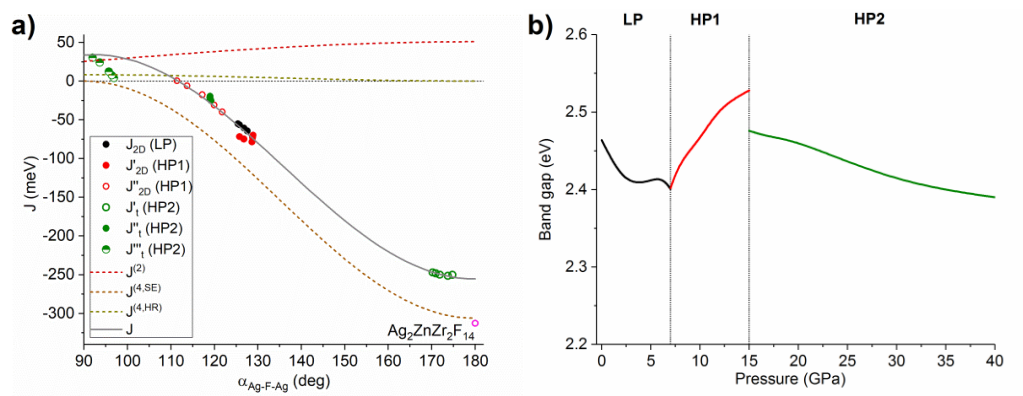 a)
50
0
-50
-100
-150
-200
-250
-300
J (meV)
J2D (LP)
J'2D (HP1)
J"2D (HP1)
J't (HP2)
J"t (HP2)
J'"t (HP2)
J(2)
J(4,SE)
J(4,HR)
J
Ag2ZnZr2F14
90 100 110 120 130 140 150 160 170 180
αAg-F-Ag (deg)
b)
LP HP1 HP2
2.6
2.5
2.4
2.3
2.2
Band gap (eV)
0 5 10 15 20 25 30 35 40
Pressure (GPa)